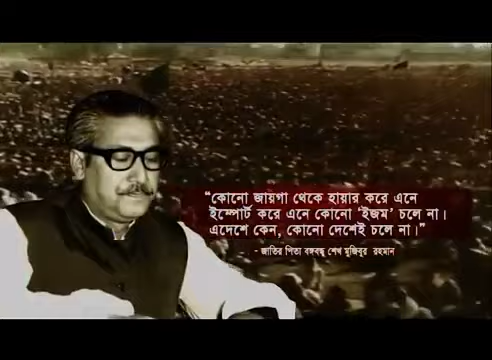 “কোনো জায়গা থেকে হায়ার করে এনে
ইম্পোর্ট করে এনে কোনো ‘ইজম’ চলে না।
এদেশে কেন, কোনো দেশেই চলে না।”
- জাতির পিতা বঙ্গবন্ধু শেখ মুজিবুর রহমান